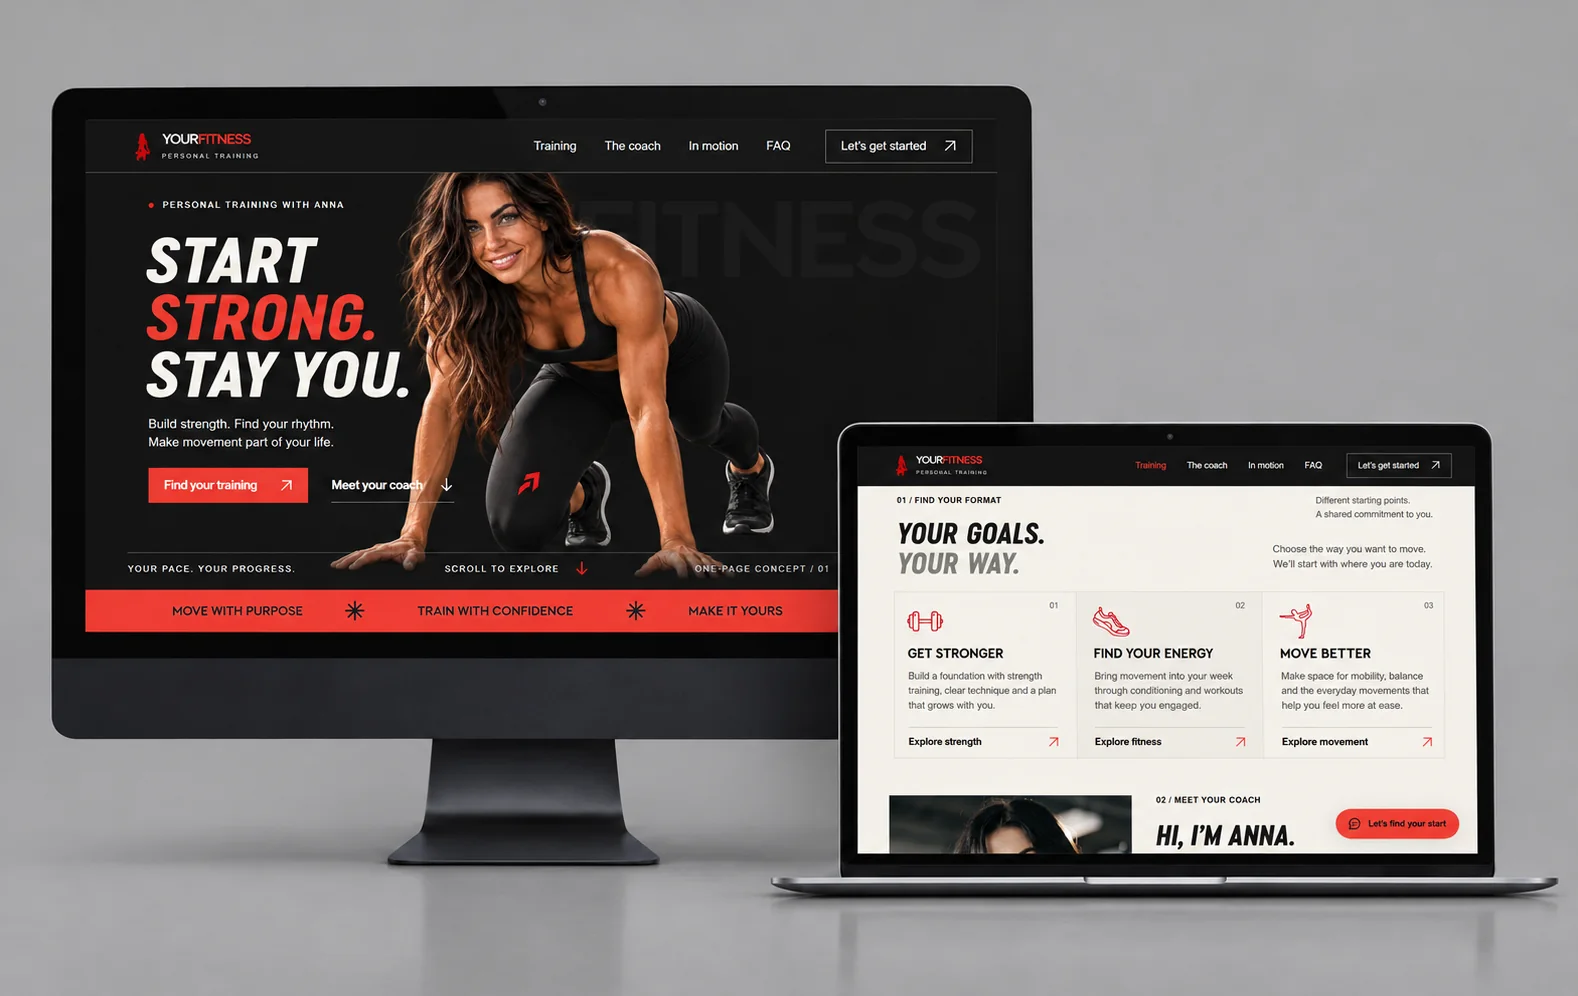 YOURFITNESS
PERSONAL TRAINING
Training
The coach
In motion
FAQ
Let's get started
PERSONAL TRAINING WITH ANNA
FITNESS
START
STRONG.
STAY YOU.
Build strength. Find your rhythm.
Make movement part of your life.
Find your training
Meet your coach
YOUR PACE. YOUR PROGRESS.
SCROLL TO EXPLORE
ONE-PAGE CONCEPT / 01
MOVE WITH PURPOSE
TRAIN WITH CONFIDENCE
MAKE IT YOURS
YOURFITNESS
PERSONAL TRAINING
Training
The coach
In motion
FAQ
Let's get started
01 / FIND YOUR FORMAT
Different starting points.
A shared commitment to you.
YOUR GOALS.
YOUR WAY.
Choose the way you want to move.
We'll start with where you are today.
01
GET STRONGER
Build a foundation with strength
training, clear technique and a plan
that grows with you.
Explore strength
02
FIND YOUR ENERGY
Bring movement into your week
through conditioning and workouts
that keep you engaged.
Explore fitness
03
MOVE BETTER
Make space for mobility, balance
and the everyday movements that
help you feel more at ease.
Explore movement
02 / MEET YOUR COACH
HI, I'M ANNA.
Let's find your start